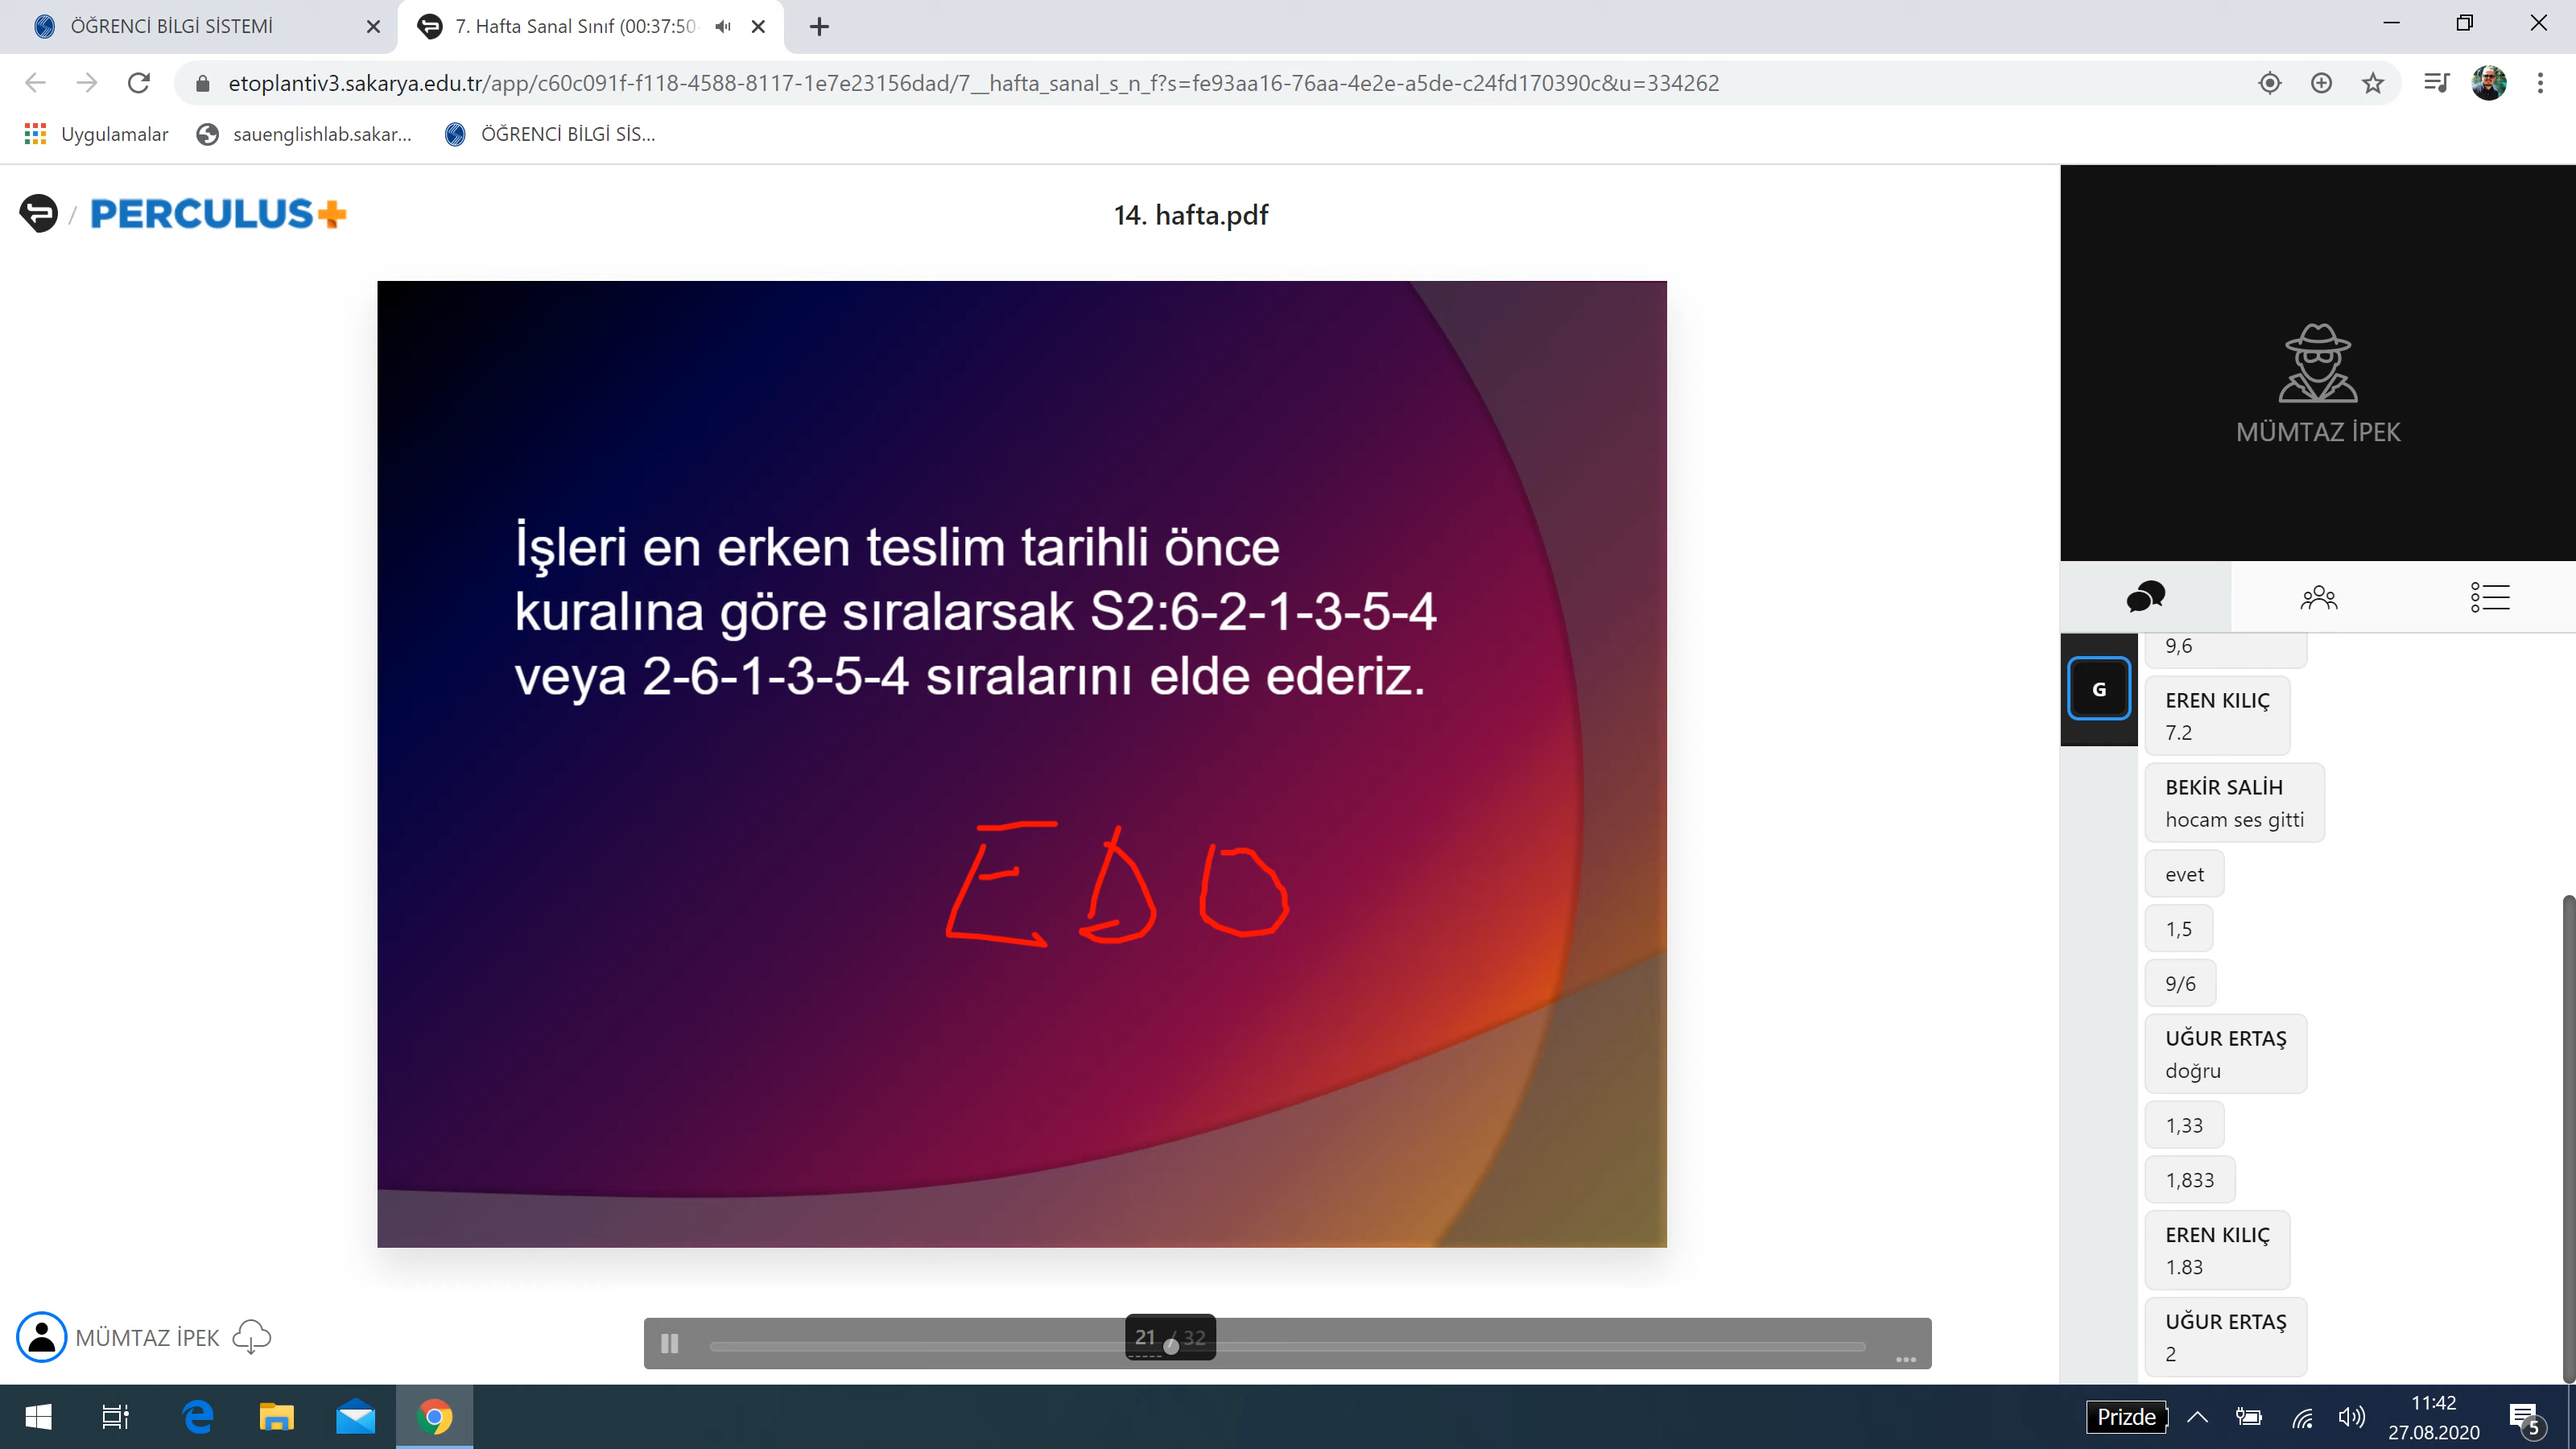 ÖĞRENCİ BİLGİ SİSTEMİ
7. Hafta Sanal Sınıf (00:37:50-
etoplantiv3.sakarya.edu.tr/app/c60c091f-f118-4588-8117-1e7e23156dad/7__hafta_sanal_s_n_f?s=fe93aa16-76aa-4e2e-a5de-c24fd170390c&u=334262
Uygulamalar
sauenglishlab.sakar...
ÖĞRENCİ BİLGİ SİS...
/ PERCULUS+
14. hafta.pdf
İşleri en erken teslim tarihli önce
kuralına göre sıralarsak S2:6-2-1-3-5-4
veya 2-6-1-3-5-4 sıralarını elde ederiz.
EDD
MÜMTAZ İPEK
G
9,6
EREN KILIÇ
7.2
BEKİR SALİH
hocam ses gitti
evet
1,5
9/6
UĞUR ERTAŞ
doğru
1,33
1,833
EREN KILIÇ
1.83
UĞUR ERTAŞ
2
MÜMTAZ İPEK
21 / 32
Prizde
11:42
27.08.2020
5